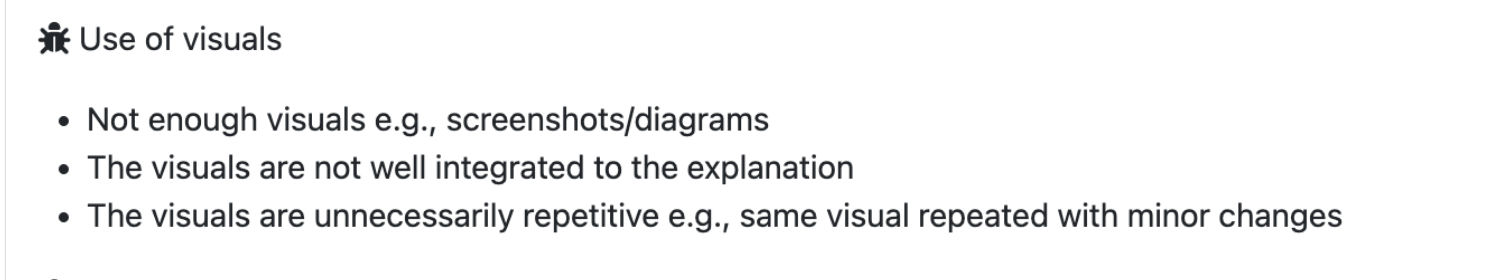 Use of visuals
• Not enough visuals e.g., screenshots/diagrams
• The visuals are not well integrated to the explanation
• The visuals are unnecessarily repetitive e.g., same visual repeated with minor changes